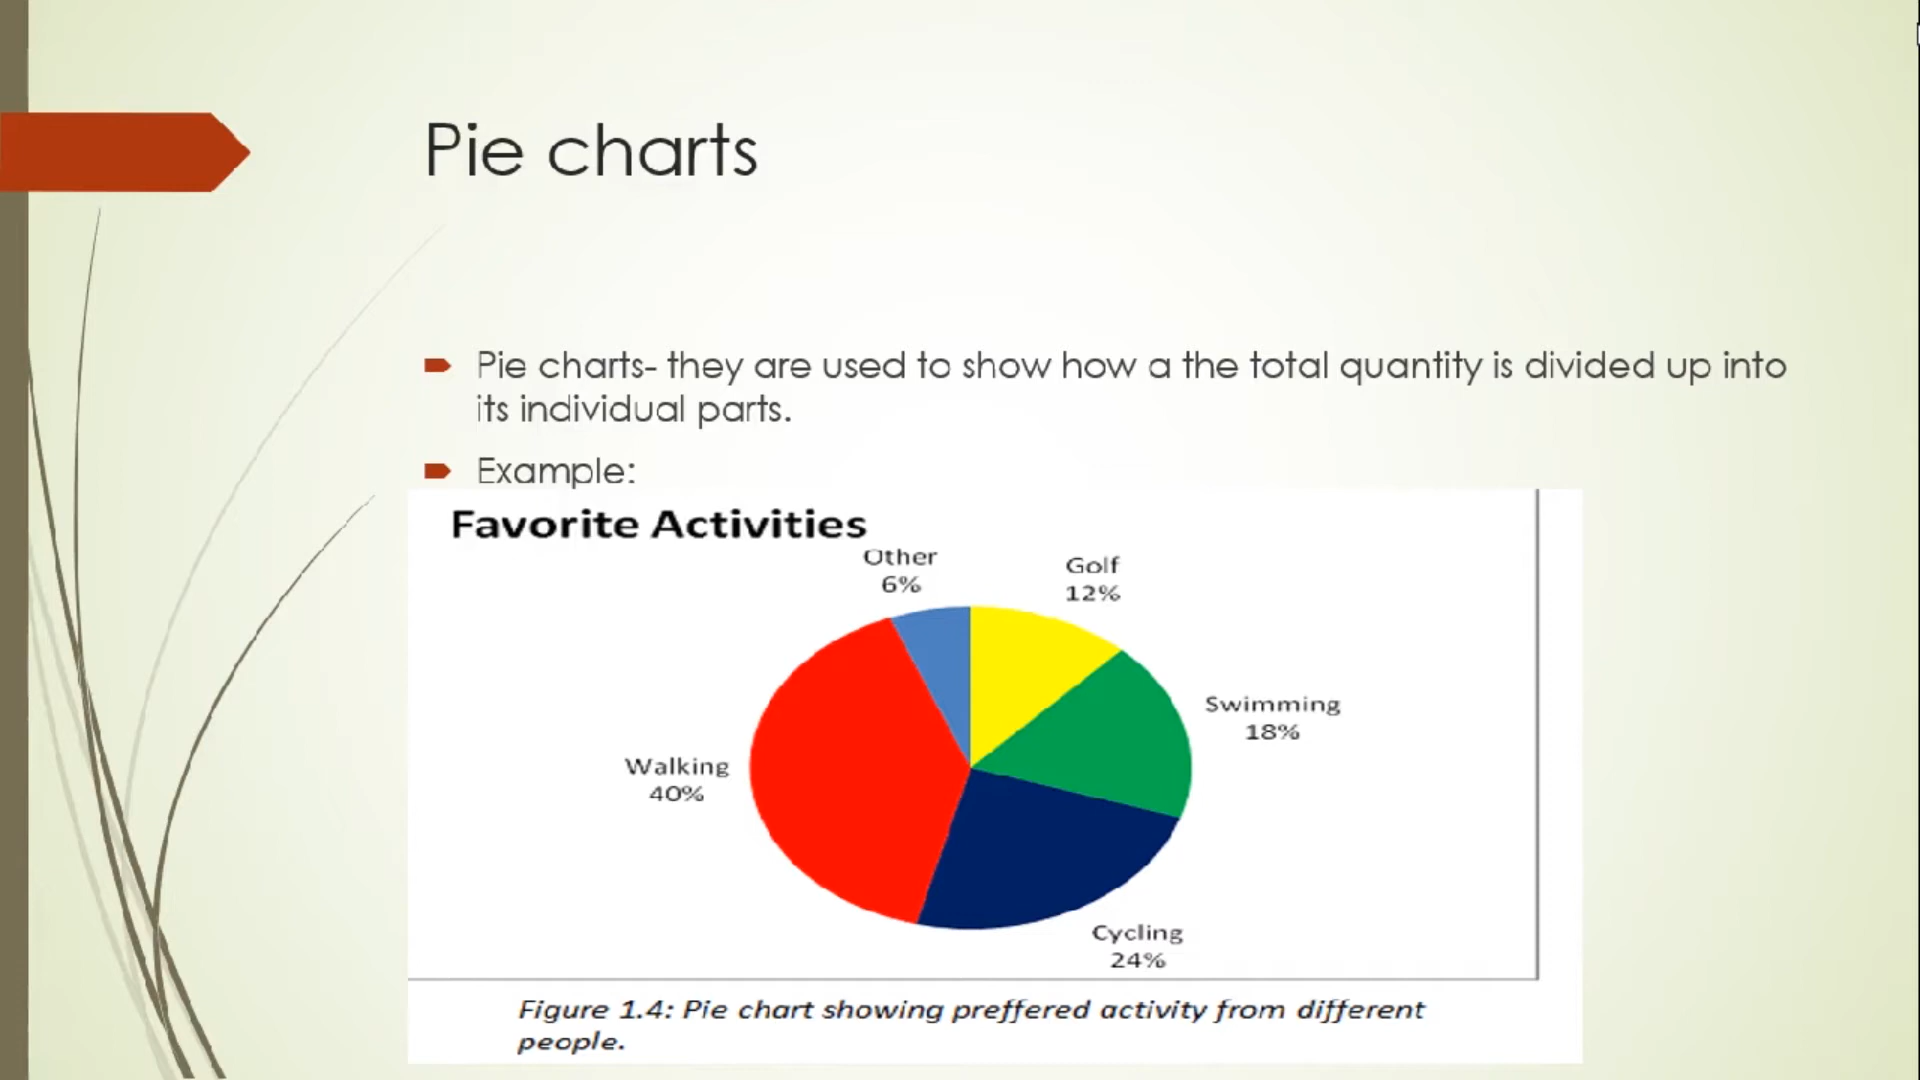 Pie charts
Pie charts- they are used to show how a the total quantity is divided up into
its individual parts.
Example:
Favorite Activities
Other
6%
Golf
12%
Swimming
18%
Walking
40%
Cycling
24%
Figure 1.4: Pie chart showing preffered activity from different
people.